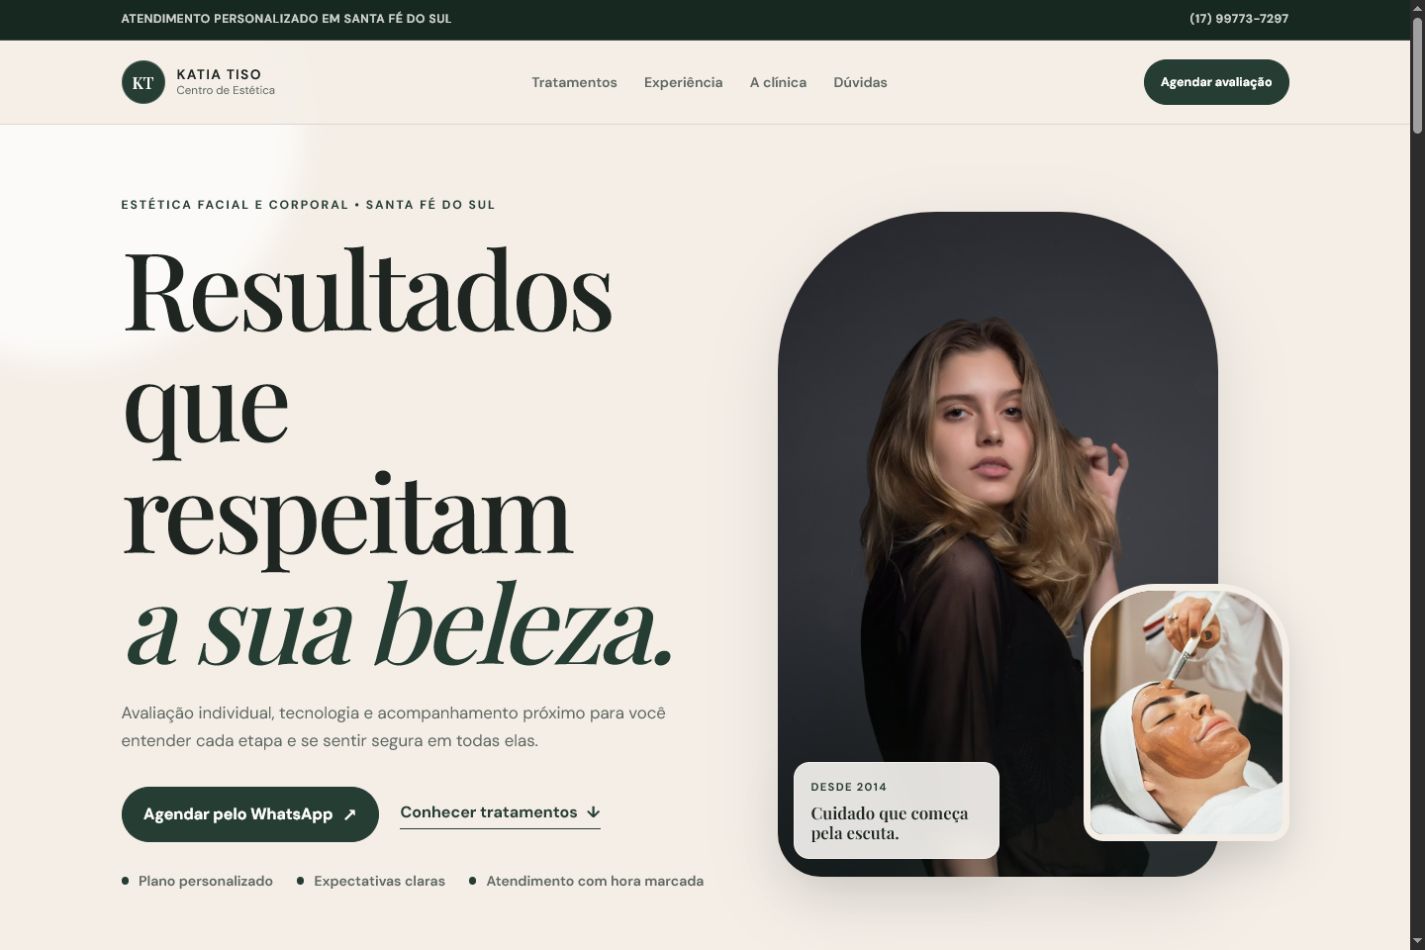 ATENDIMENTO PERSONALIZADO EM SANTA FÉ DO SUL
(17) 99773-7297
KT
KATIA TISO
Centro de Estética
Tratamentos
Experiência
A clínica
Dúvidas
Agendar avaliação
ESTÉTICA FACIAL E CORPORAL • SANTA FÉ DO SUL
Resultados
que
respeitam
a sua beleza.
Avaliação individual, tecnologia e acompanhamento próximo para você
entender cada etapa e se sentir segura em todas elas.
Agendar pelo WhatsApp ↗
Conhecer tratamentos ↓
Plano personalizado
Expectativas claras
Atendimento com hora marcada
DESDE 2014
Cuidado que começa
pela escuta.